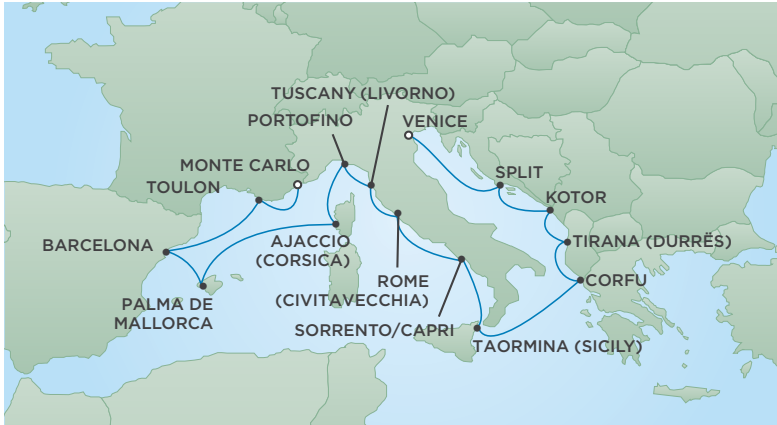 TUSCANY (LIVORNO)
PORTOFINO
VENICE
MONTE CARLO
TOULON
SPLIT
KOTOR
BARCELONA
AJACCIO
(CORSICA)
TIRANA (DURRËS)
ROME
(CIVITAVECCHIA)
CORFU
PALMA DE
MALLORCA
SORRENTO/CAPRI
TAORMINA (SICILY)